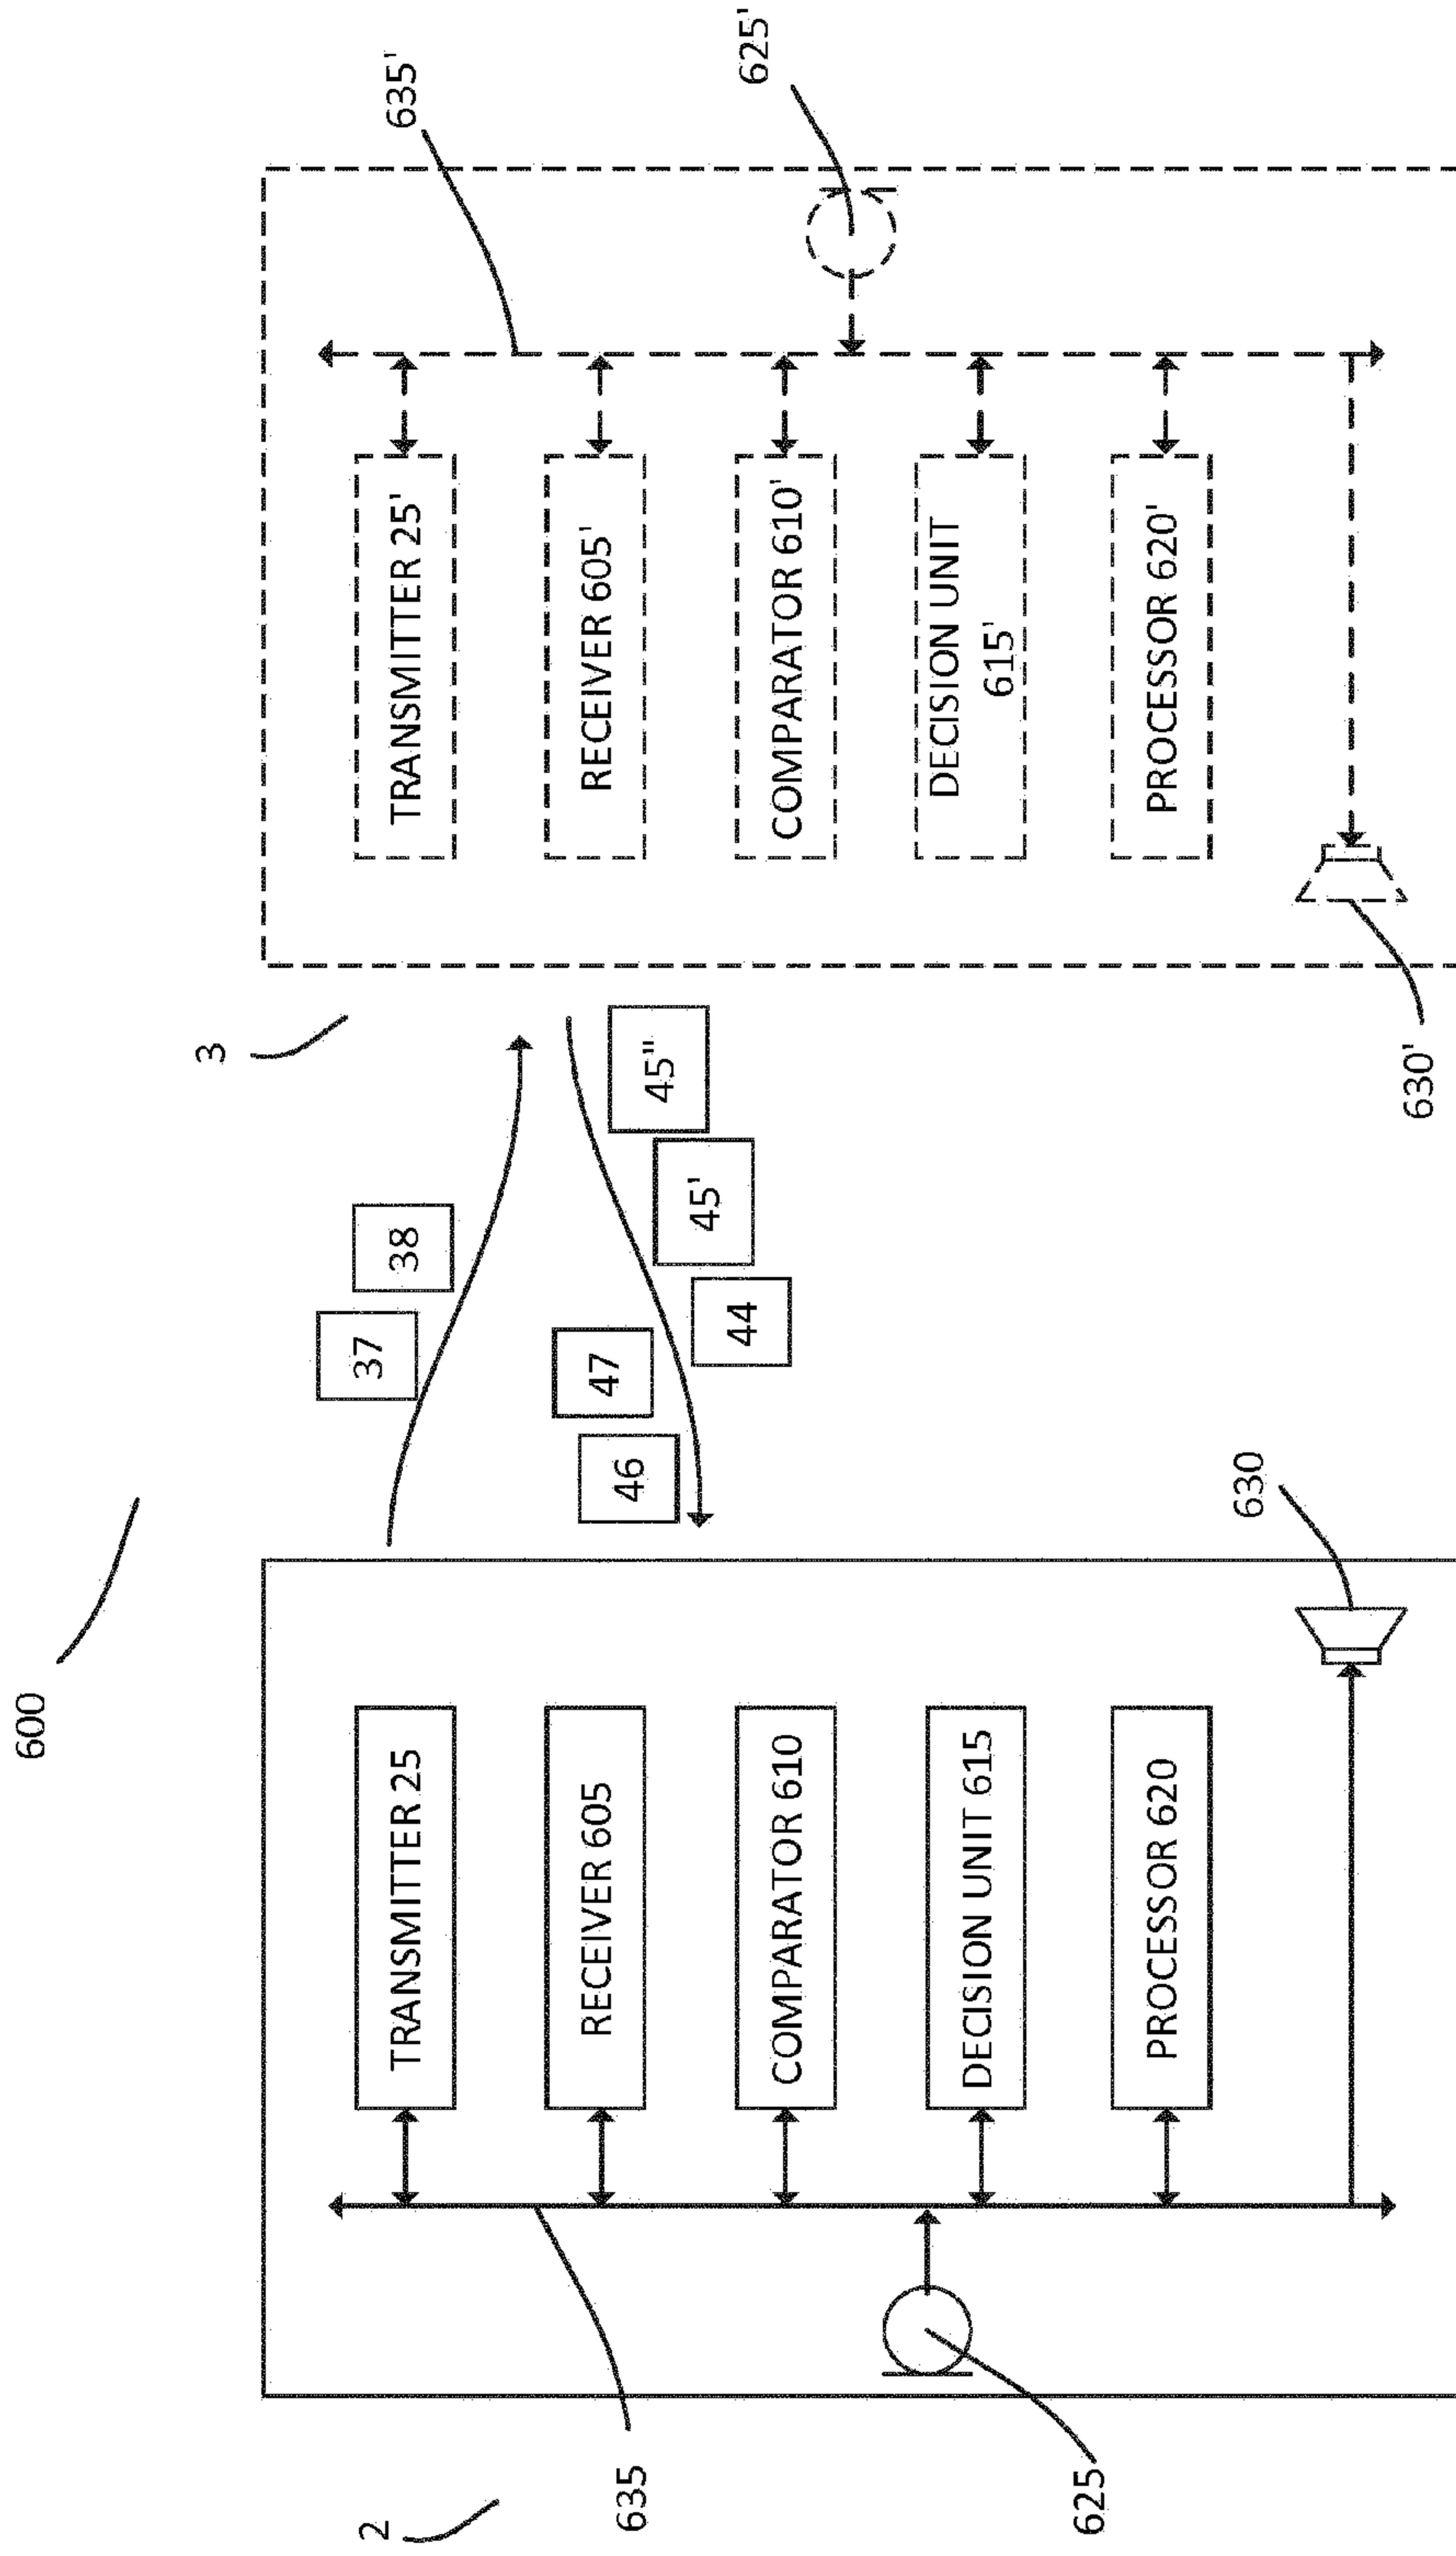 600
2
3
635
625
TRANSMITTER 25
RECEIVER 605
COMPARATOR 610
DECISION UNIT 615
PROCESSOR 620
630
37
38
46
47
44
45'
45"
TRANSMITTER 25'
RECEIVER 605'
COMPARATOR 610'
DECISION UNIT
615'
PROCESSOR 620'
630'
635'
625'